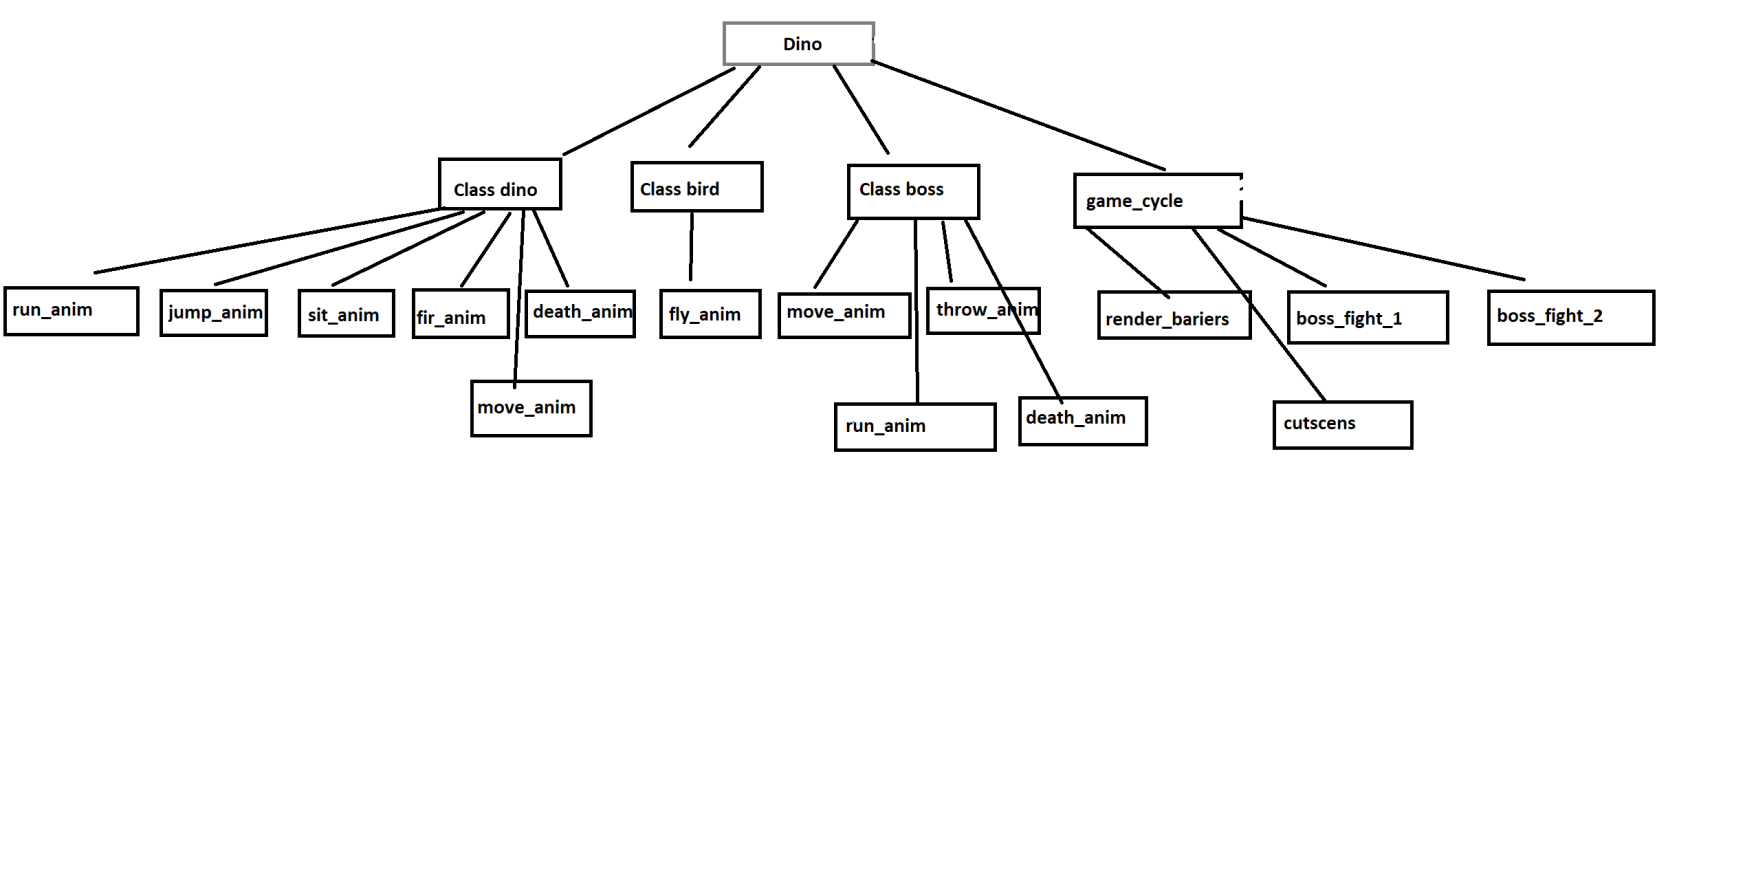 Dino
Class dino
Class bird
Class boss
game_cycle
run_anim
jump_anim
sit_anim
fir_anim
death_anim
fly_anim
move_anim
throw_anim
render_bariers
boss_fight_1
boss_fight_2
move_anim
run_anim
death_anim
cutscens